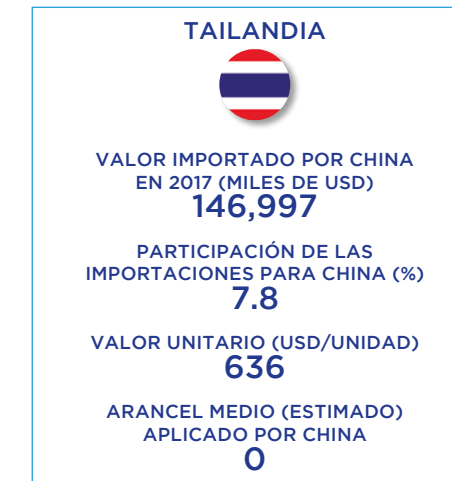 TAILANDIA
VALOR IMPORTADO POR CHINA
EN 2017 (MILES DE USD)
146,997
PARTICIPACIÓN DE LAS
IMPORTACIONES PARA CHINA (%)
7.8
VALOR UNITARIO (USD/UNIDAD)
636
ARANCEL MEDIO (ESTIMADO)
APLICADO POR CHINA
0